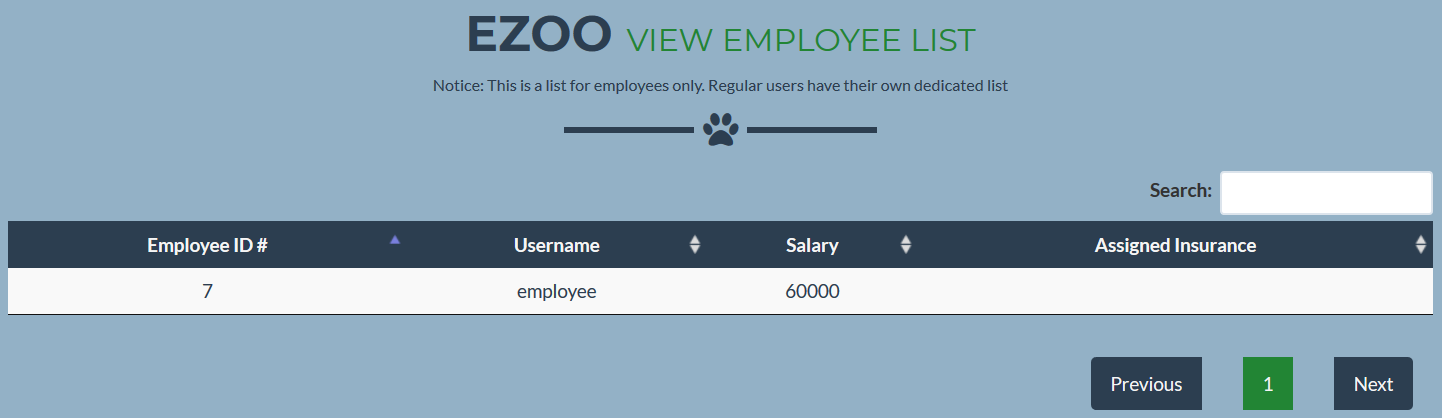 EZOO VIEW EMPLOYEE LIST
Notice: This is a list for employees only. Regular users have their own dedicated list
Search:
Employee ID # Username Salary Assigned Insurance
7 employee 60000
Previous 1 Next